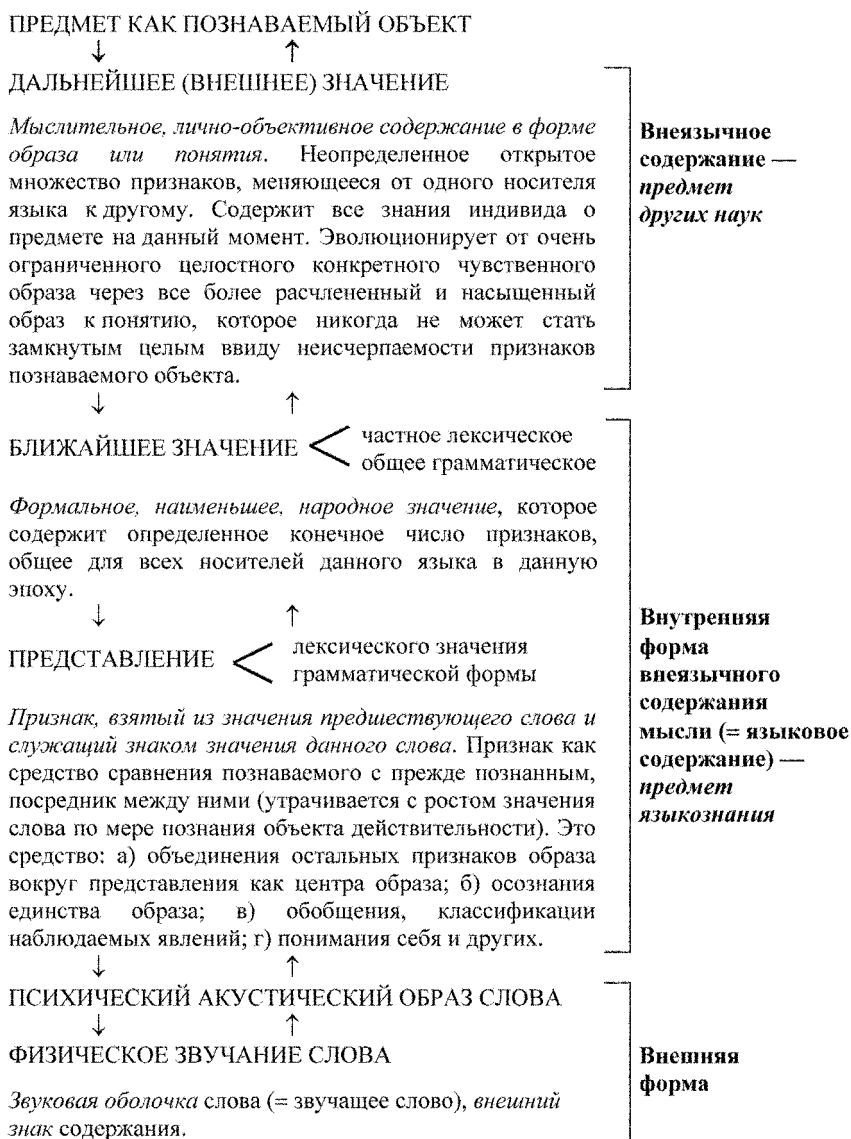 ПРЕДМЕТ КАК ПОЗНАВАЕМЫЙ ОБЪЕКТ
↓ ↑
ДАЛЬНЕЙШЕЕ (ВНЕШНЕЕ) ЗНАЧЕНИЕ
Мыслительное, лично-объективное содержание в форме
образа или понятия. Неопределенное открытое
множество признаков, меняющееся от одного носителя
языка к другому. Содержит все знания индивида о
предмете на данный момент. Эволюционирует от очень
ограниченного целостного конкретного чувственного
образа через все более расчлененный и насыщенный
образ к понятию, которое никогда не может стать
замкнутым целым ввиду неисчерпаемости признаков
познаваемого объекта.
Внеязычное
содержание —
предмет
других наук
↓ ↑
БЛИЖАЙШЕЕ ЗНАЧЕНИЕ
частное лексическое
общее грамматическое
Формальное, наименьшее, народное значение, которое
содержит определенное конечное число признаков,
общее для всех носителей данного языка в данную
эпоху.
↓ ↑
ПРЕДСТАВЛЕНИЕ
лексического значения
грамматической формы
Признак, взятый из значения предшествующего слова и
служащий знаком значения данного слова. Признак как
средство сравнения познаваемого с прежде познанным,
посредник между ними (утрачивается с ростом значения
слова по мере познания объекта действительности). Это
средство: а) объединения остальных признаков образа
вокруг представления как центра образа; б) осознания
единства образа; в) обобщения, классификации
наблюдаемых явлений; г) понимания себя и других.
Внутренняя
форма
внеязычного
содержания
мысли (= языковое
содержание) —
предмет
языкознания
↓ ↑
ПСИХИЧЕСКИЙ АКУСТИЧЕСКИЙ ОБРАЗ СЛОВА
↓ ↑
ФИЗИЧЕСКОЕ ЗВУЧАНИЕ СЛОВА
Звуковая оболочка слова (= звучащее слово), внешний
знак содержания.
Внешняя
форма